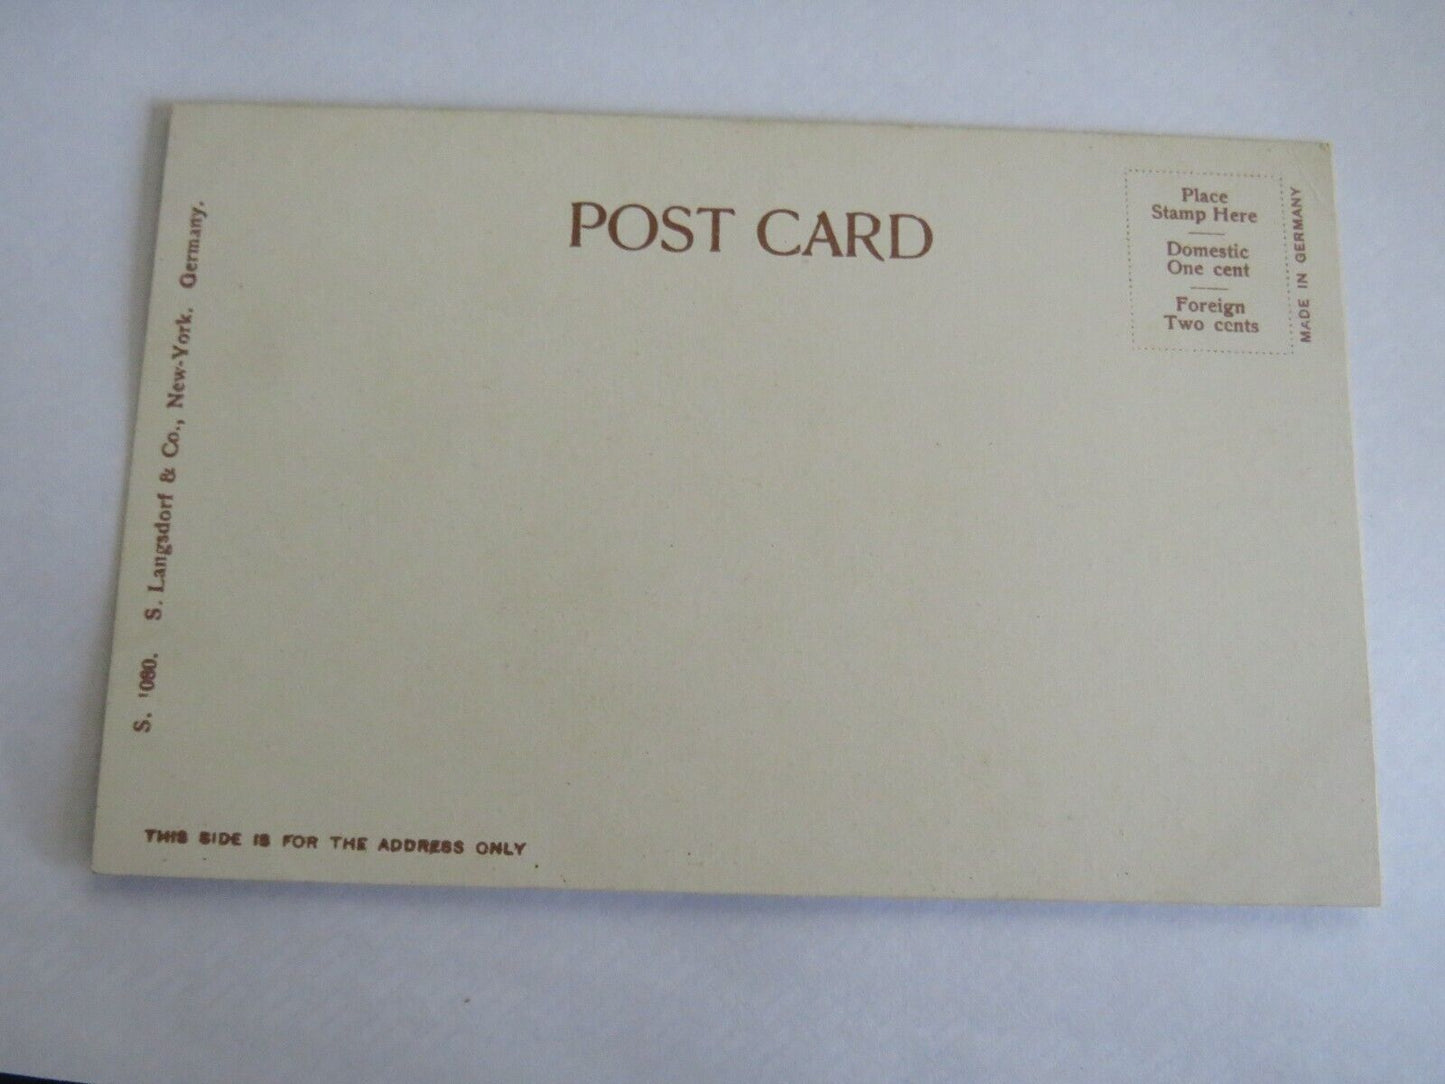 POST CARD
Place
Stamp Here
Domestic
One cent
Foreign
Two cents
MADE IN GERMANY
S. 1080. S. Langsdorf & Co., New-York. Germany.
THIS SIDE IS FOR THE ADDRESS ONLY